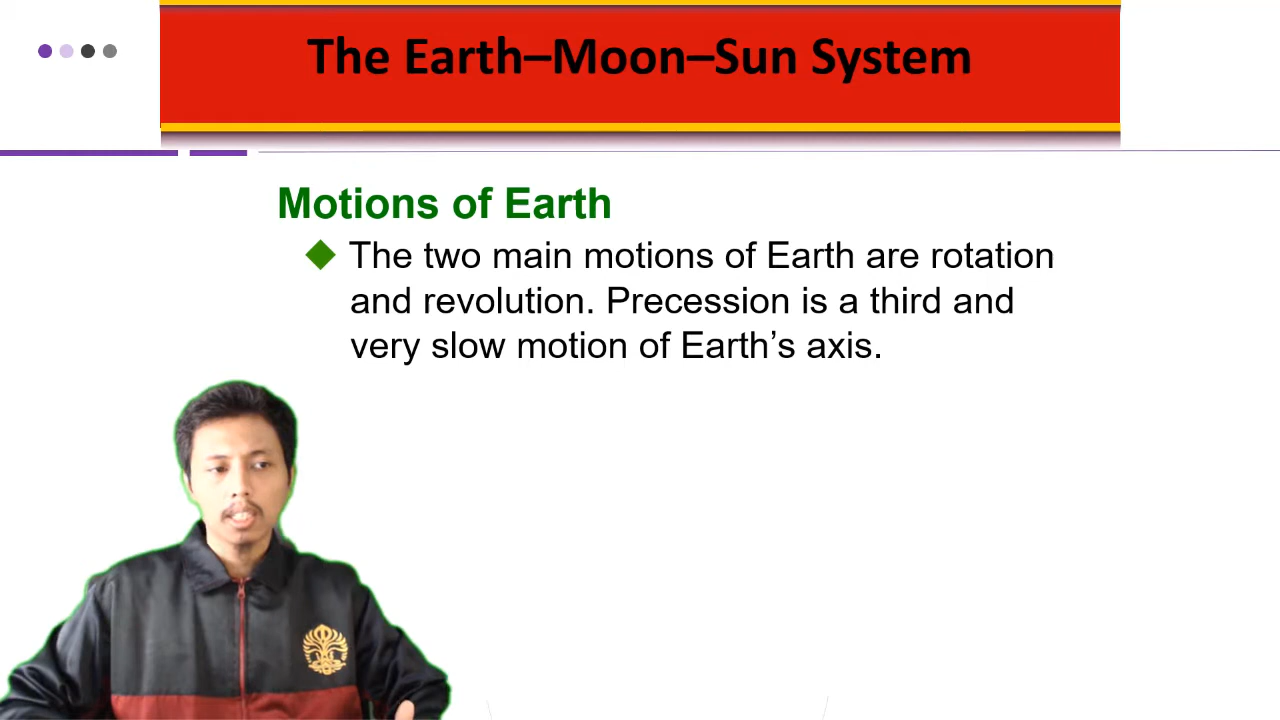 The Earth–Moon–Sun System
Motions of Earth
The two main motions of Earth are rotation
and revolution. Precession is a third and
very slow motion of Earth’s axis.